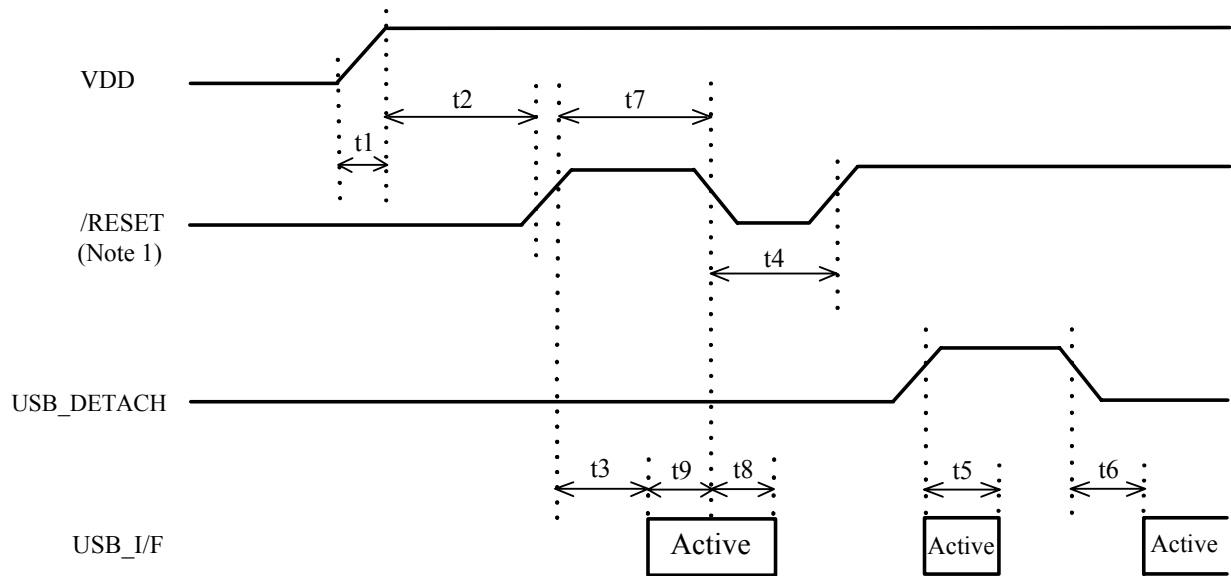 VDD
t2
t7
t1
/RESET
(Note 1)
t4
USB_DETACH
t3
t9
t8
t5
t6
USB_I/F
Active
Active
Active